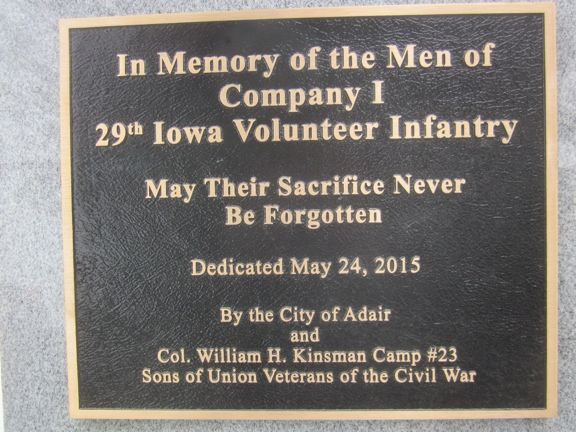 In Memory of the Men of
Company I
29th Iowa Volunteer Infantry
May Their Sacrifice Never
Be Forgotten
Dedicated May 24, 2015
By the City of Adair
and
Col. William H. Kinsman Camp #23
Sons of Union Veterans of the Civil War